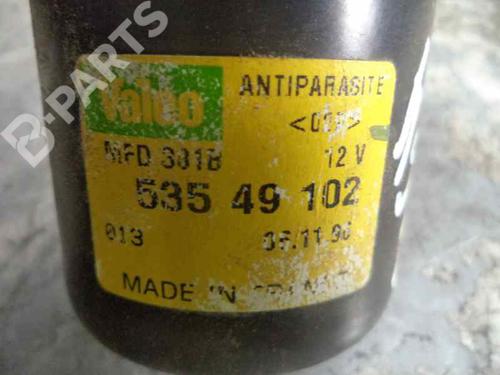 B-PARTS
Valeo
ANTIPARASITE
MFD 381B 12 V
535 49 102
013
MADE IN